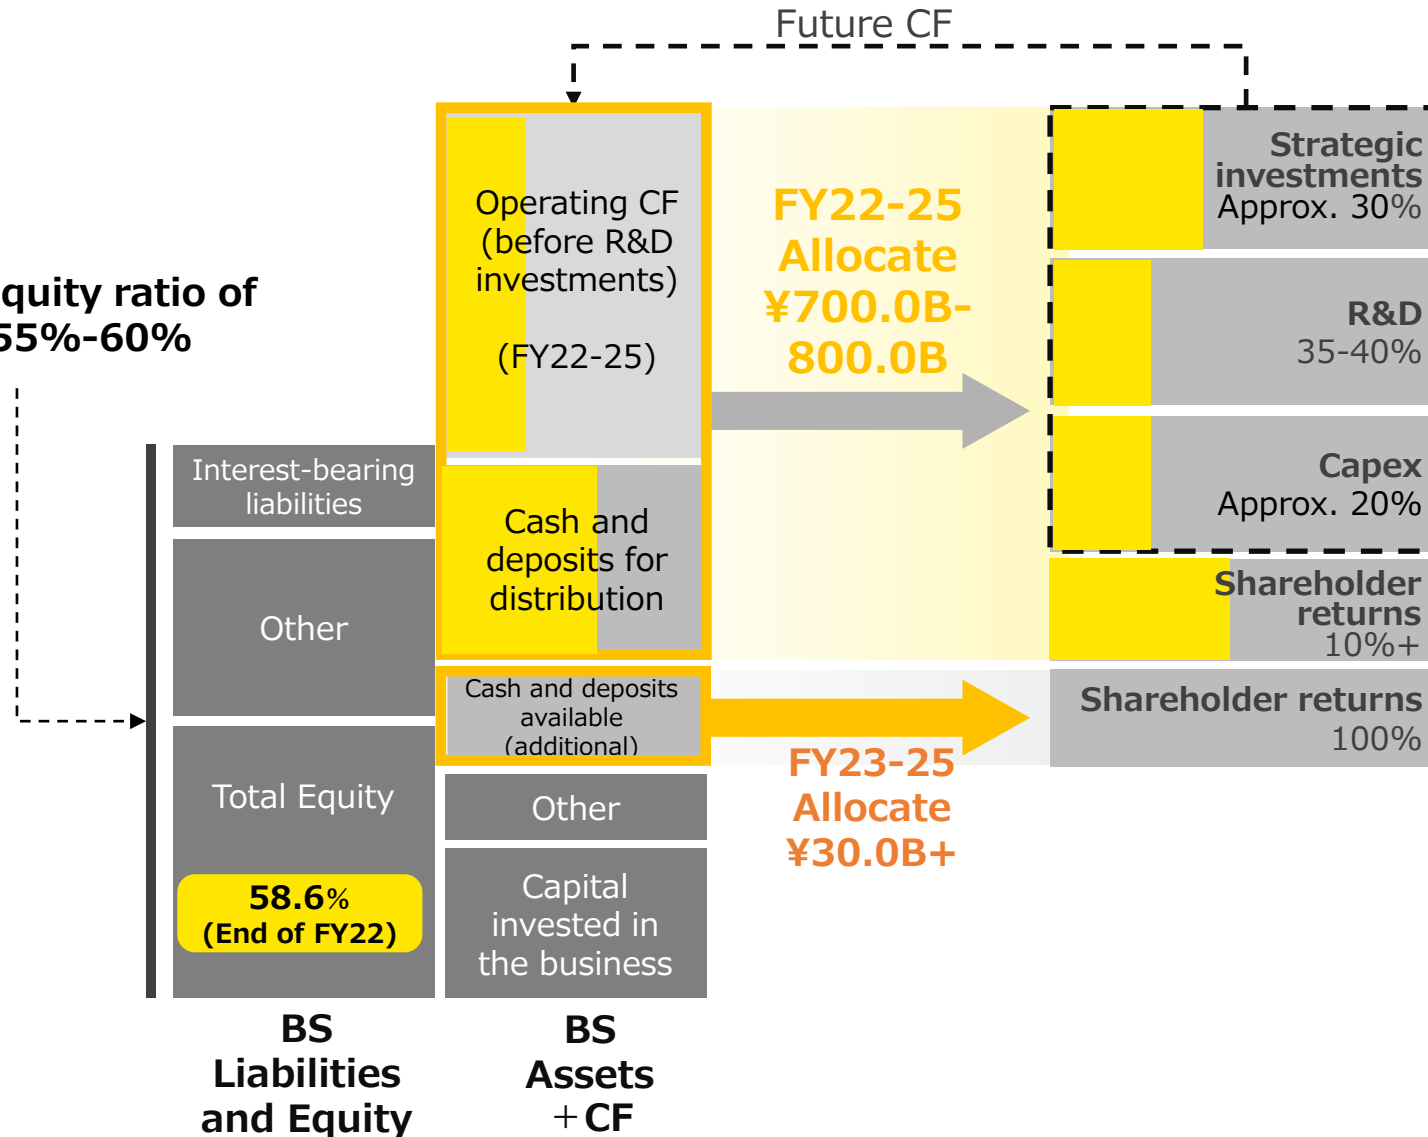 Future CF
quity ratio of
55%-60%
Interest-bearing
liabilities
Other
Total Equity
58.6%
(End of FY22)
BS
Liabilities
and Equity
Operating CF
(before R&D
investments)
(FY22-25)
Cash and
deposits for
distribution
Cash and deposits
available
(additional)
Other
Capital
invested in
the business
BS
Assets
+CF
FY22-25
Allocate
¥700.0B-
800.0B
FY23-25
Allocate
¥30.0B+
Strategic
investments
Approx. 30%
R&D
35-40%
Capex
Approx. 20%
Shareholder
returns
10%+
Shareholder returns
100%